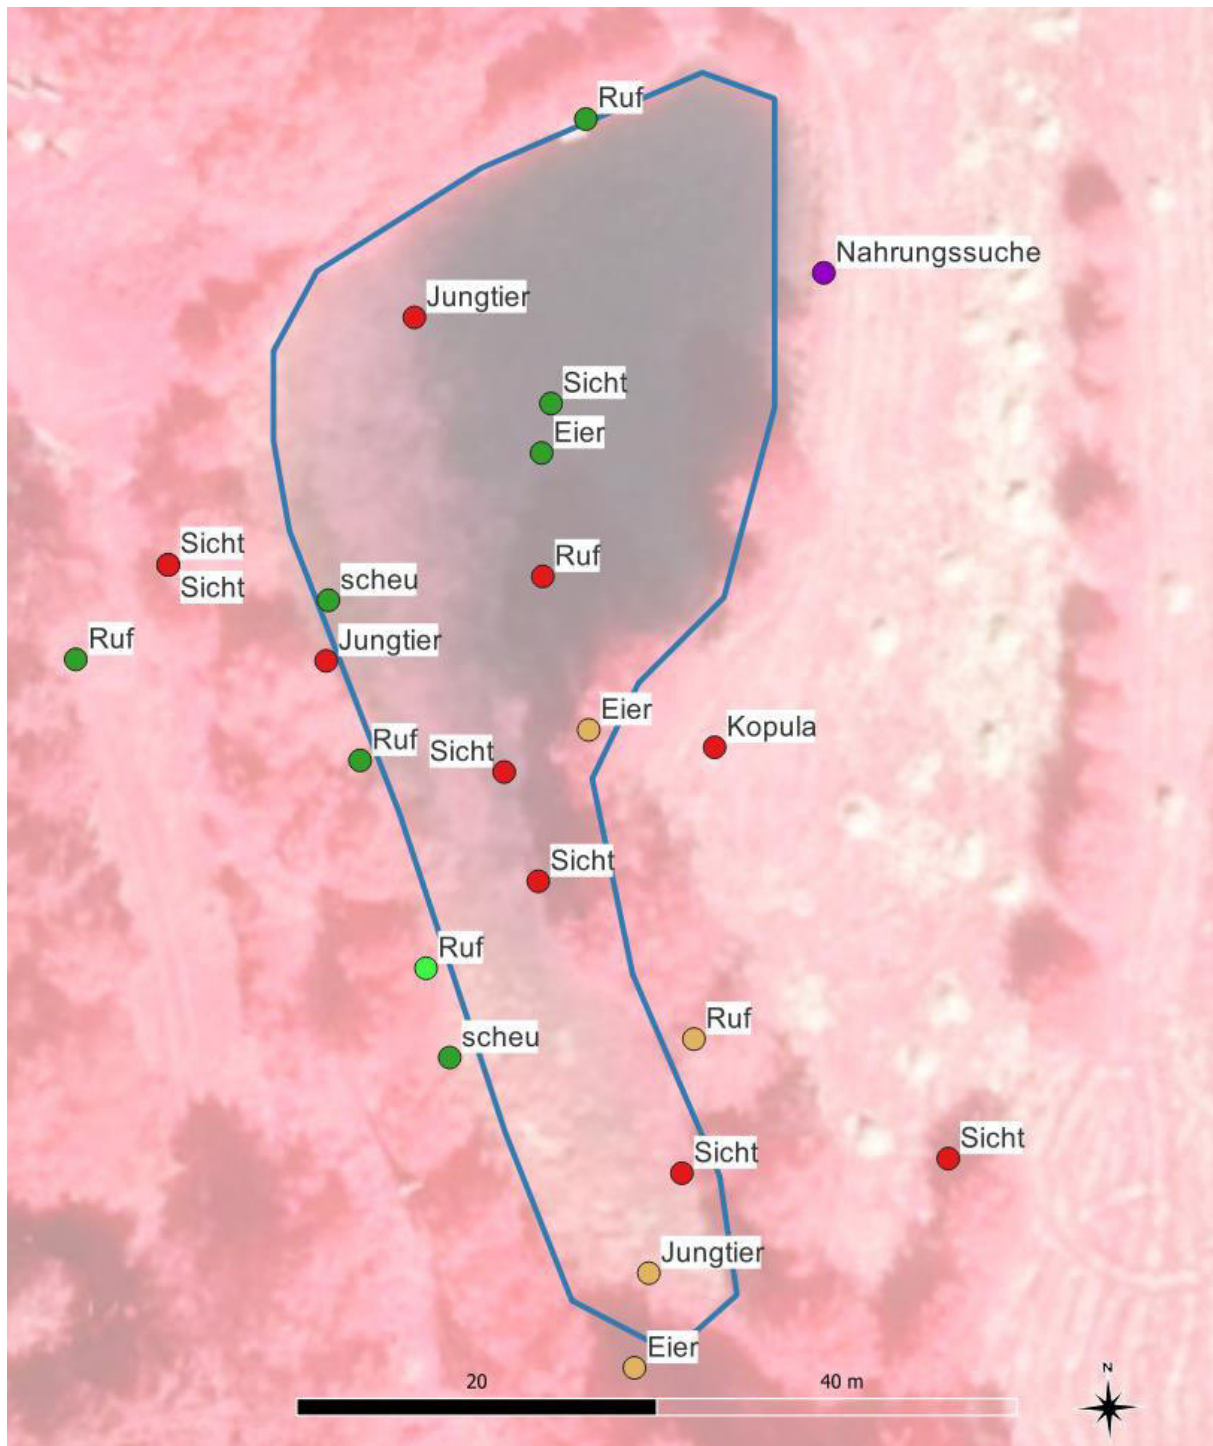 Ruf
Nahrungssuche
Jungtier
Sicht
Eier
Sicht
Ruf
scheu
Sicht
Ruf
Jungtier
Eier
Kopula
Ruf
Sicht
Sicht
Ruf
Ruf
scheu
Sicht
Sicht
Jungtier
Eier
20
40 m
N